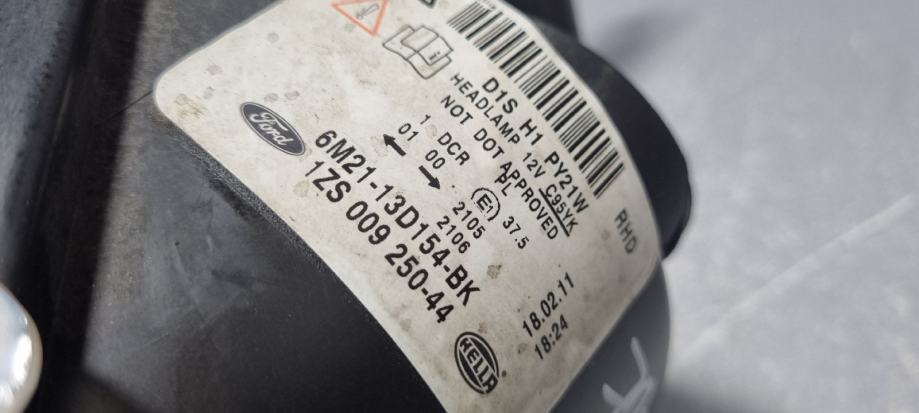 D1S H1 PY21W
HEADLAMP 12V C95YK
NOT DOT APPROVED
1 DCR PL
01 00 E1 37.5
2105
2106
RHD
Ford
6M21-13D154-BK
1ZS 009 250-44
18.02.11
18:24
HELLA